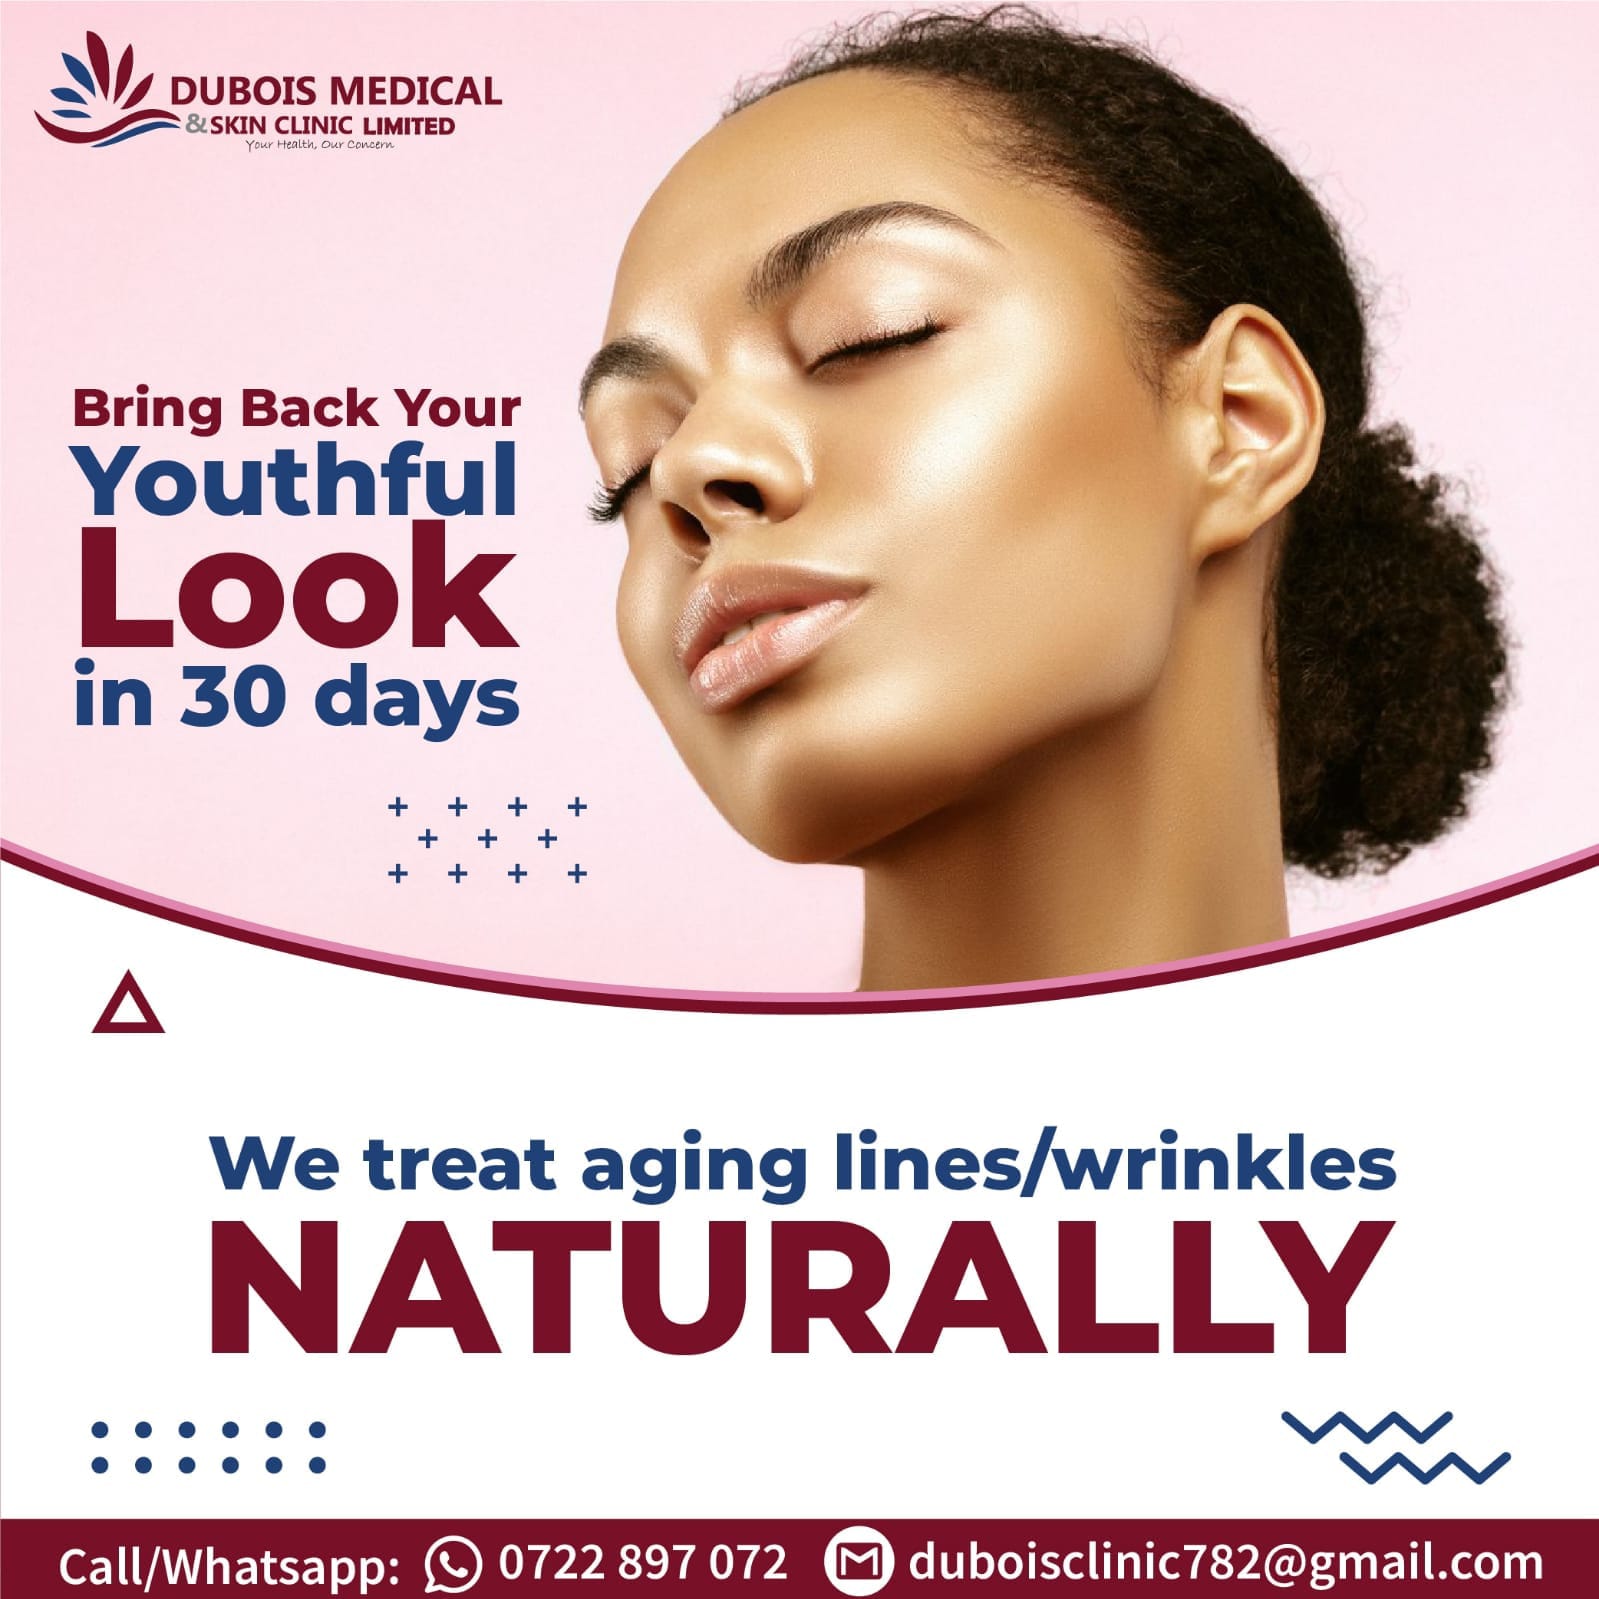 DUBOIS MEDICAL
& SKIN CLINIC LIMITED
Your Health, Our Concern
Bring Back Your
Youthful
Look
in 30 days
We treat aging lines/wrinkles
NATURALLY
Call/Whatsapp: 0722 897 072 duboisclinic782@gmail.com